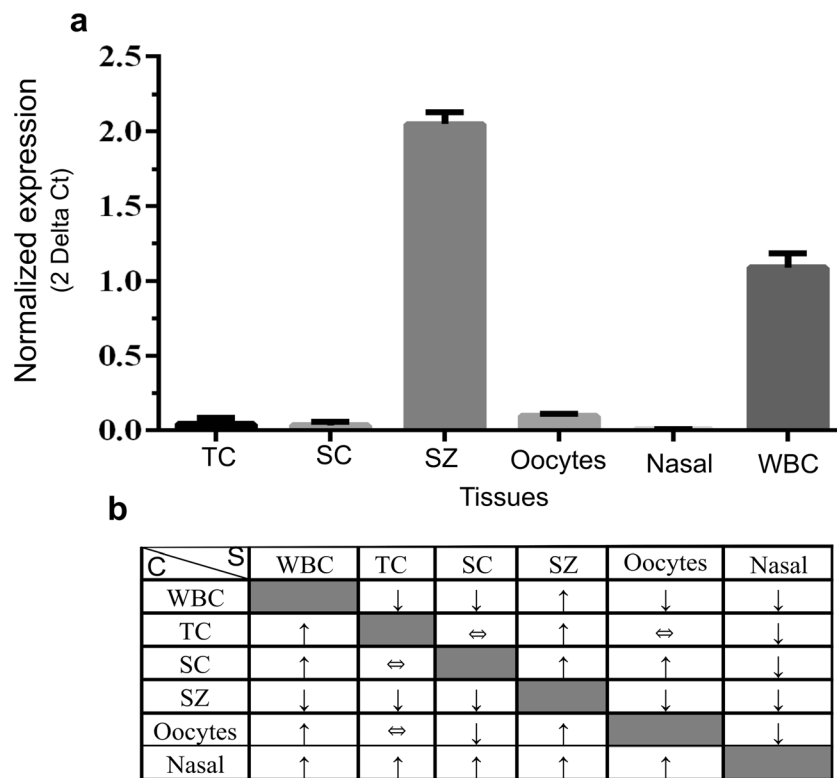 a
Normalized expression
(2 Delta Ct)
2.5
2.0
1.5
1.0
0.5
0.0
TC SC SZ Oocytes Nasal WBC
Tissues
b
C S WBC TC SC SZ Oocytes Nasal
WBC ↓ ↓ ↑ ↓ ↓
TC ↑ ⇔ ↑ ⇔ ↓
SC ↑ ⇔ ↑ ↑ ↓
SZ ↓ ↓ ↓ ↓ ↓
Oocytes ↑ ⇔ ↓ ↑ ↓
Nasal ↑ ↑ ↑ ↑ ↑